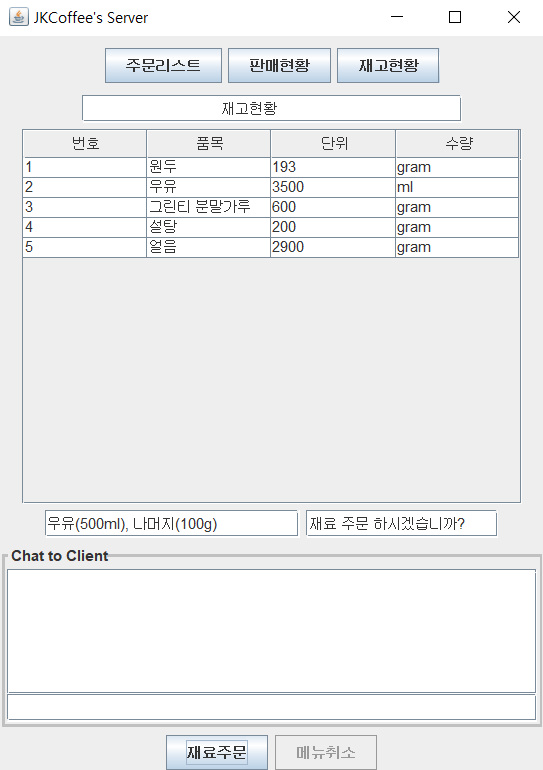 JKCoffee's Server
주문리스트 판매현황 재고현황
재고현황
번호 품목 단위 수량
1 원두 193 gram
2 우유 3500 ml
3 그린티 분말가루 600 gram
4 설탕 200 gram
5 얼음 2900 gram
우유(500ml), 나머지(100g) 재료 주문 하시겠습니까?
Chat to Client
재료주문 메뉴취소